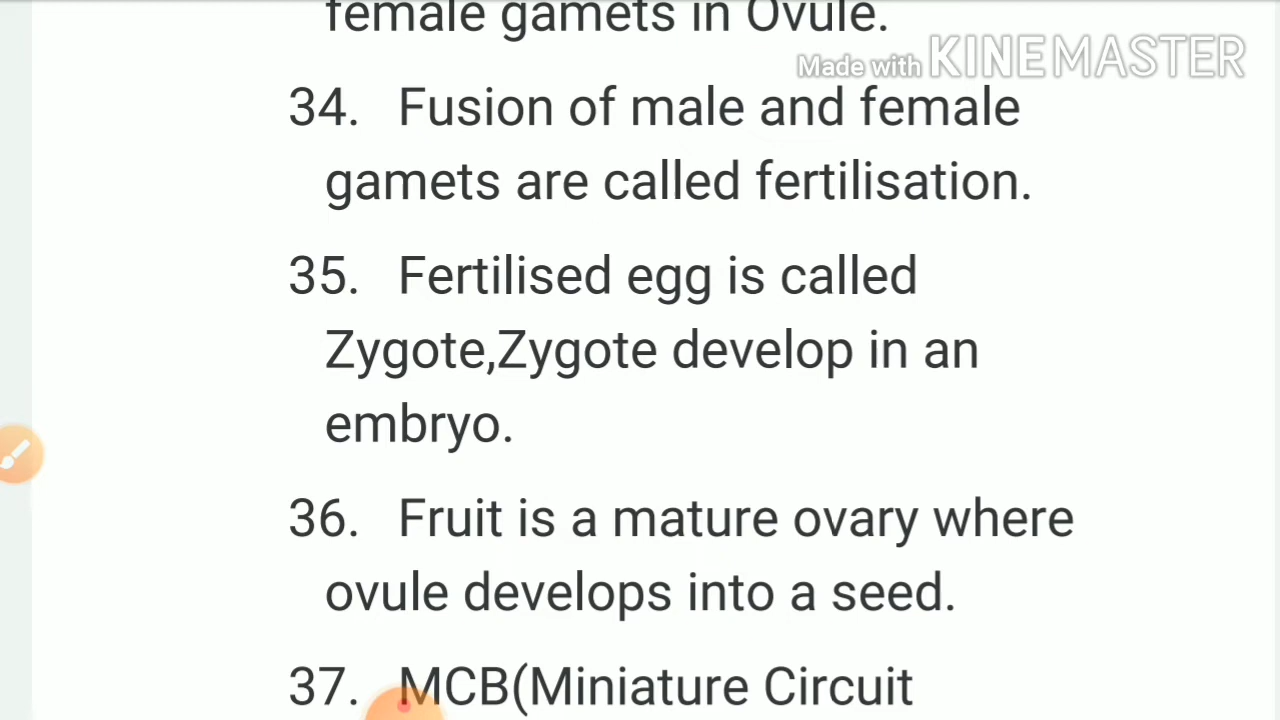 female gamets in Ovule.
Made with KINEMASTER
34. Fusion of male and female
gamets are called fertilisation.
35. Fertilised egg is called
Zygote,Zygote develop in an
embryo.
36. Fruit is a mature ovary where
ovule develops into a seed.
37. MCB(Miniature Circuit